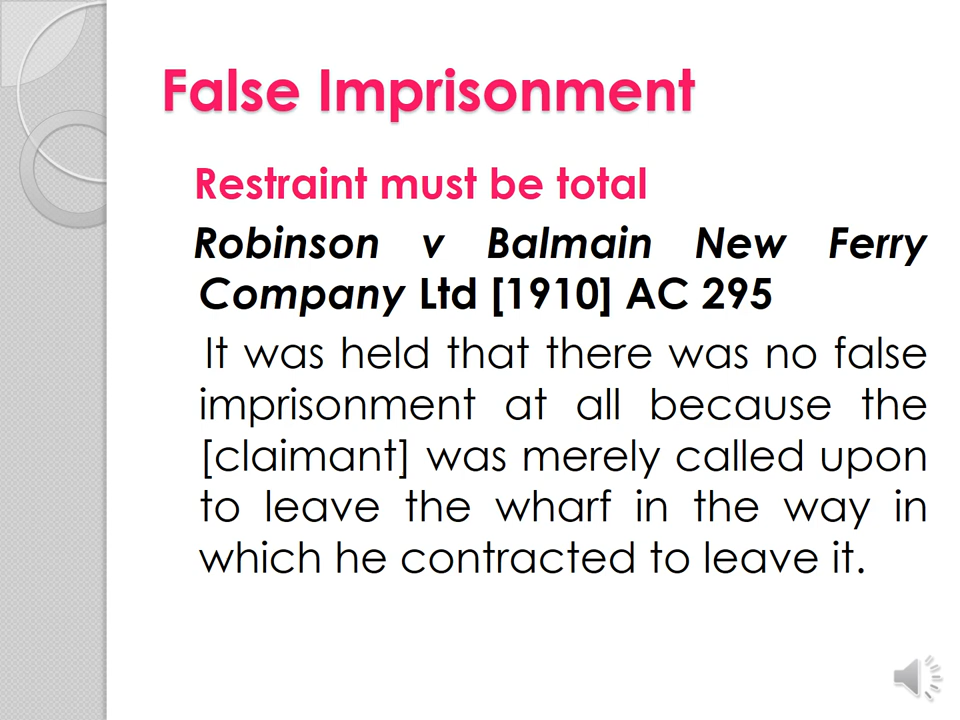 False Imprisonment
Restraint must be total
Robinson v Balmain New Ferry
Company Ltd [1910] AC 295
It was held that there was no false
imprisonment at all because the
[claimant] was merely called upon
to leave the wharf in the way in
which he contracted to leave it.